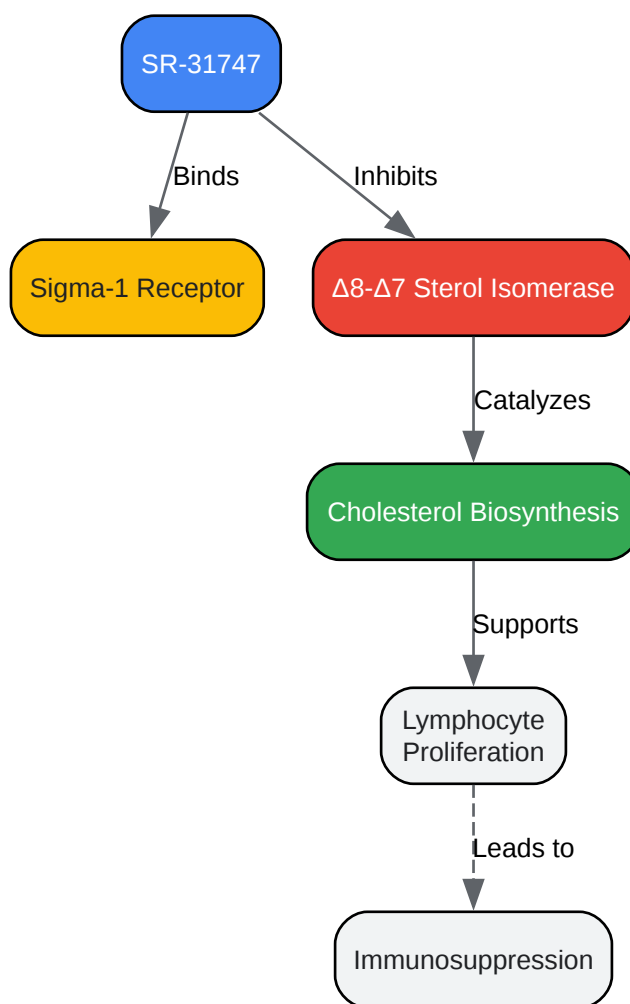 SR-31747
Binds
Inhibits
Sigma-1 Receptor
Δ8-Δ7 Sterol Isomerase
Catalyzes
Cholesterol Biosynthesis
Supports
Lymphocyte
Proliferation
Leads to
Immunosuppression